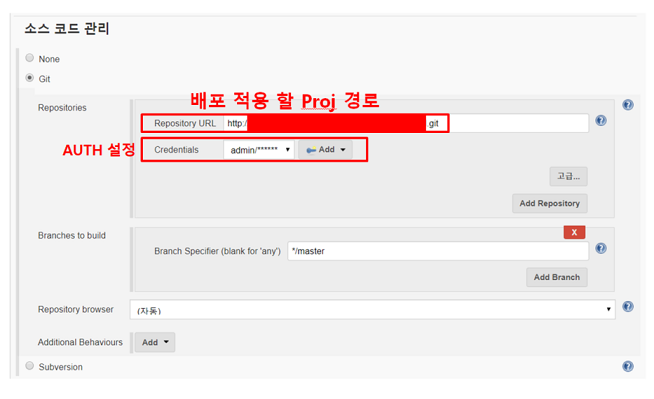 소스 코드 관리
None
Git
배포 적용 할 Proj 경로
Repositories
Repository URL http:/ .git
AUTH 설정 Credentials admin/****** Add
고급...
Add Repository
Branches to build X
Branch Specifier (blank for 'any') */master
Add Branch
Repository browser (자동)
Additional Behaviours Add
Subversion